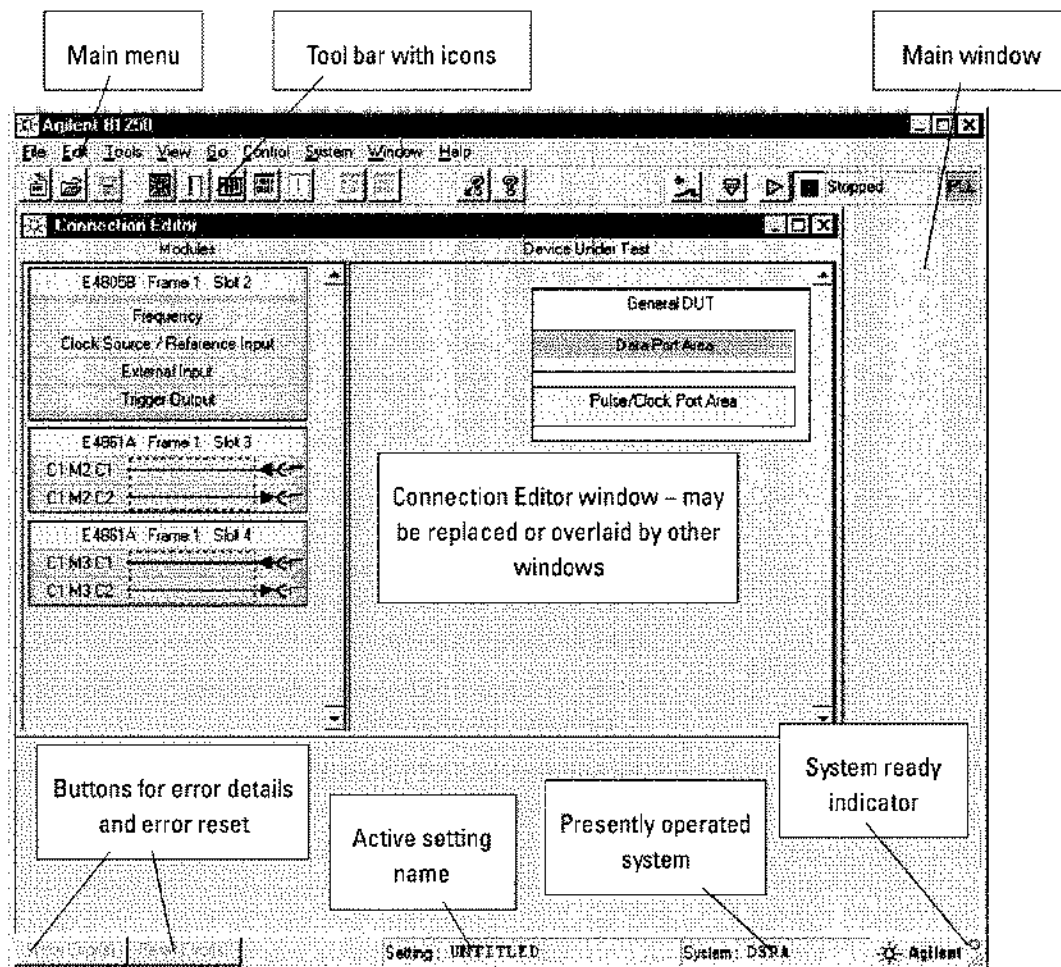 Main menu
Tool bar with icons
Main window
Agilent 81250
File Edit Tools View Go Control System Window Help
Stopped
Connection Editor
Modules
Device Under Test
E4805B Frame 1 Slot 2
Frequency
Clock Source / Reference Input
External Input
Trigger Output
E4861A Frame 1 Slot 3
C1 M2 C1
C1 M2 C2
E4861A Frame 1 Slot 4
C1 M3 C1
C1 M3 C2
General DUT
Data Port Area
Pulse/Clock Port Area
Connection Editor window – may
be replaced or overlaid by other
windows
Buttons for error details
and error reset
Active setting
name
Presently operated
system
System ready
indicator
Setting: UNTITLED
System: DSRA
Agilent